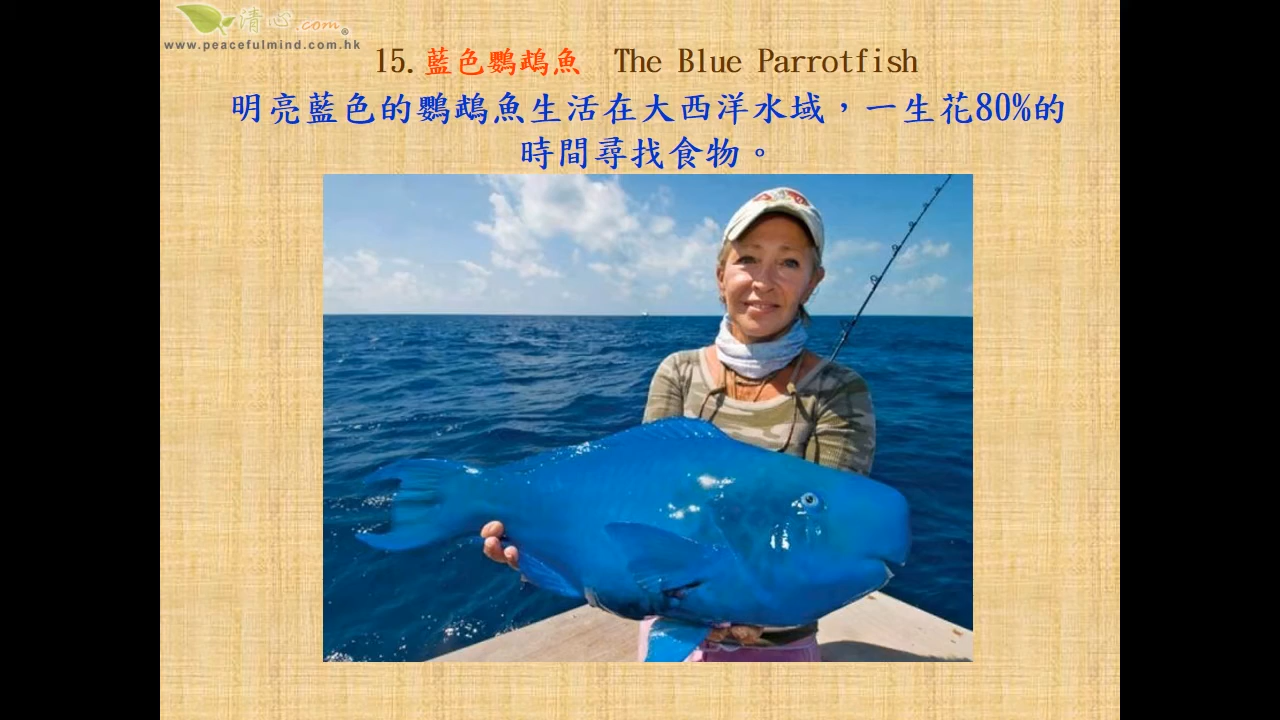 清心.com®
www.peacefulmind.com.hk
15.藍色鸚鵡魚 The Blue Parrotfish
明亮藍色的鸚鵡魚生活在大西洋水域，一生花80%的
時間尋找食物。